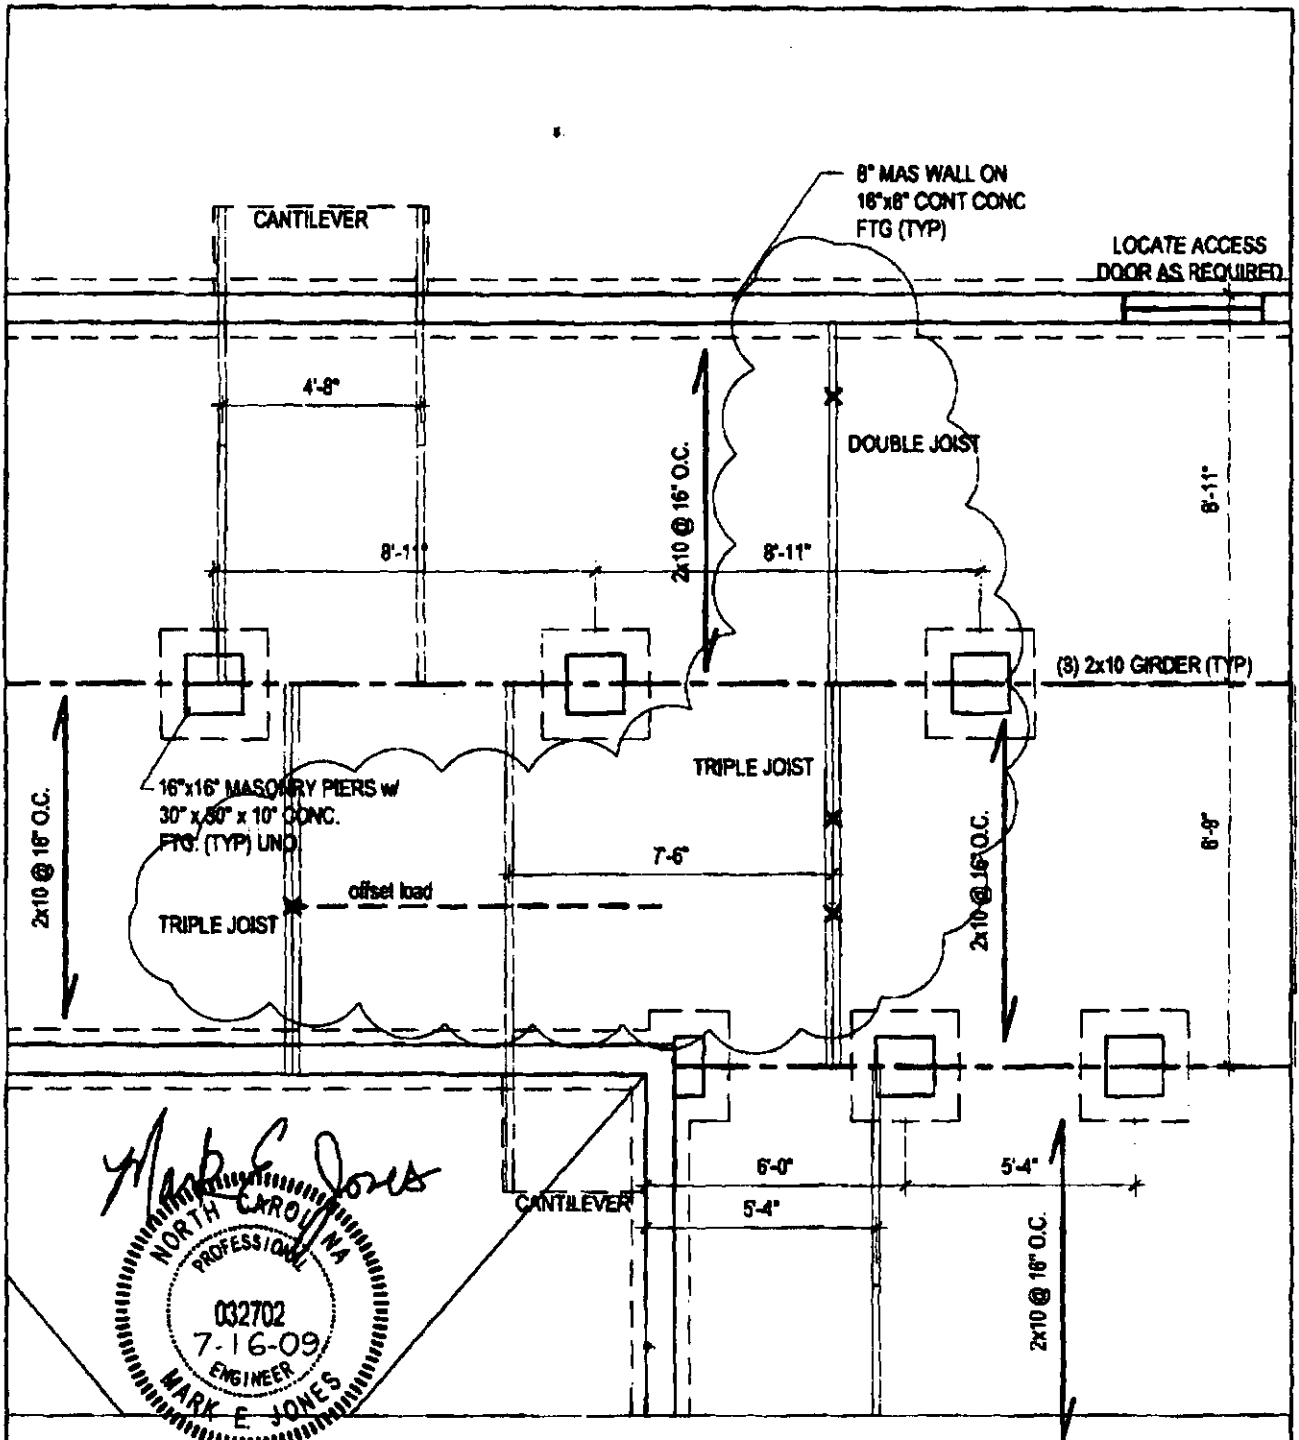 8" MAS WALL ON
16"x8" CONT CONC
FTG (TYP)
CANTILEVER
LOCATE ACCESS
DOOR AS REQUIRED
4'-8"
DOUBLE JOIST
2x10 @ 16" O.C.
8'-11"
8'-11"
8'-11"
(3) 2x10 GIRDER (TYP)
TRIPLE JOIST
16"x16" MASONRY PIERS w/
30" x 30" x 10" CONC.
FTG. (TYP) UNO
2x10 @ 16" O.C.
7'-6"
2x10 @ 16" O.C.
offset load
TRIPLE JOIST
Mark E Jones
CANTILEVER
6'-0"
5'-4"
5'-4"
2x10 @ 16" O.C.
NORTH CAROLINA
PROFESSIONAL
032702
7-16-09
ENGINEER
MARK E. JONES